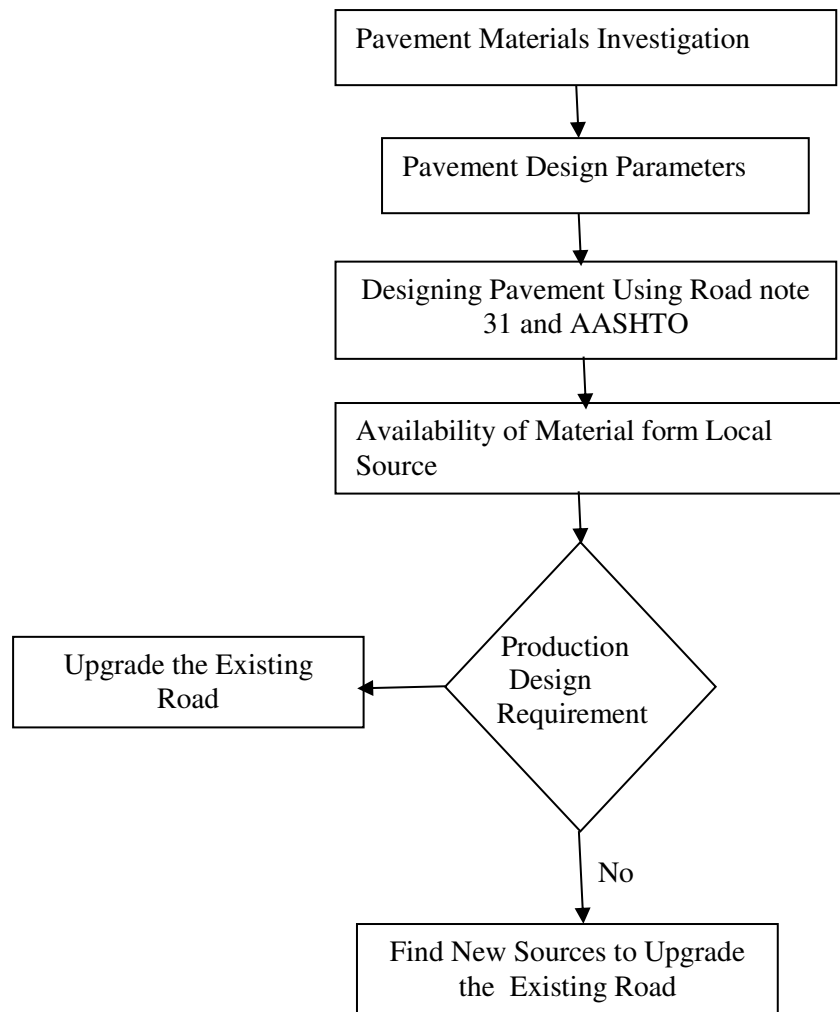 Pavement Materials Investigation
Pavement Design Parameters
Designing Pavement Using Road note
31 and AASHTO
Availability of Material form Local
Source
Production
Design
Requirement
Upgrade the Existing
Road
No
Find New Sources to Upgrade
the Existing Road